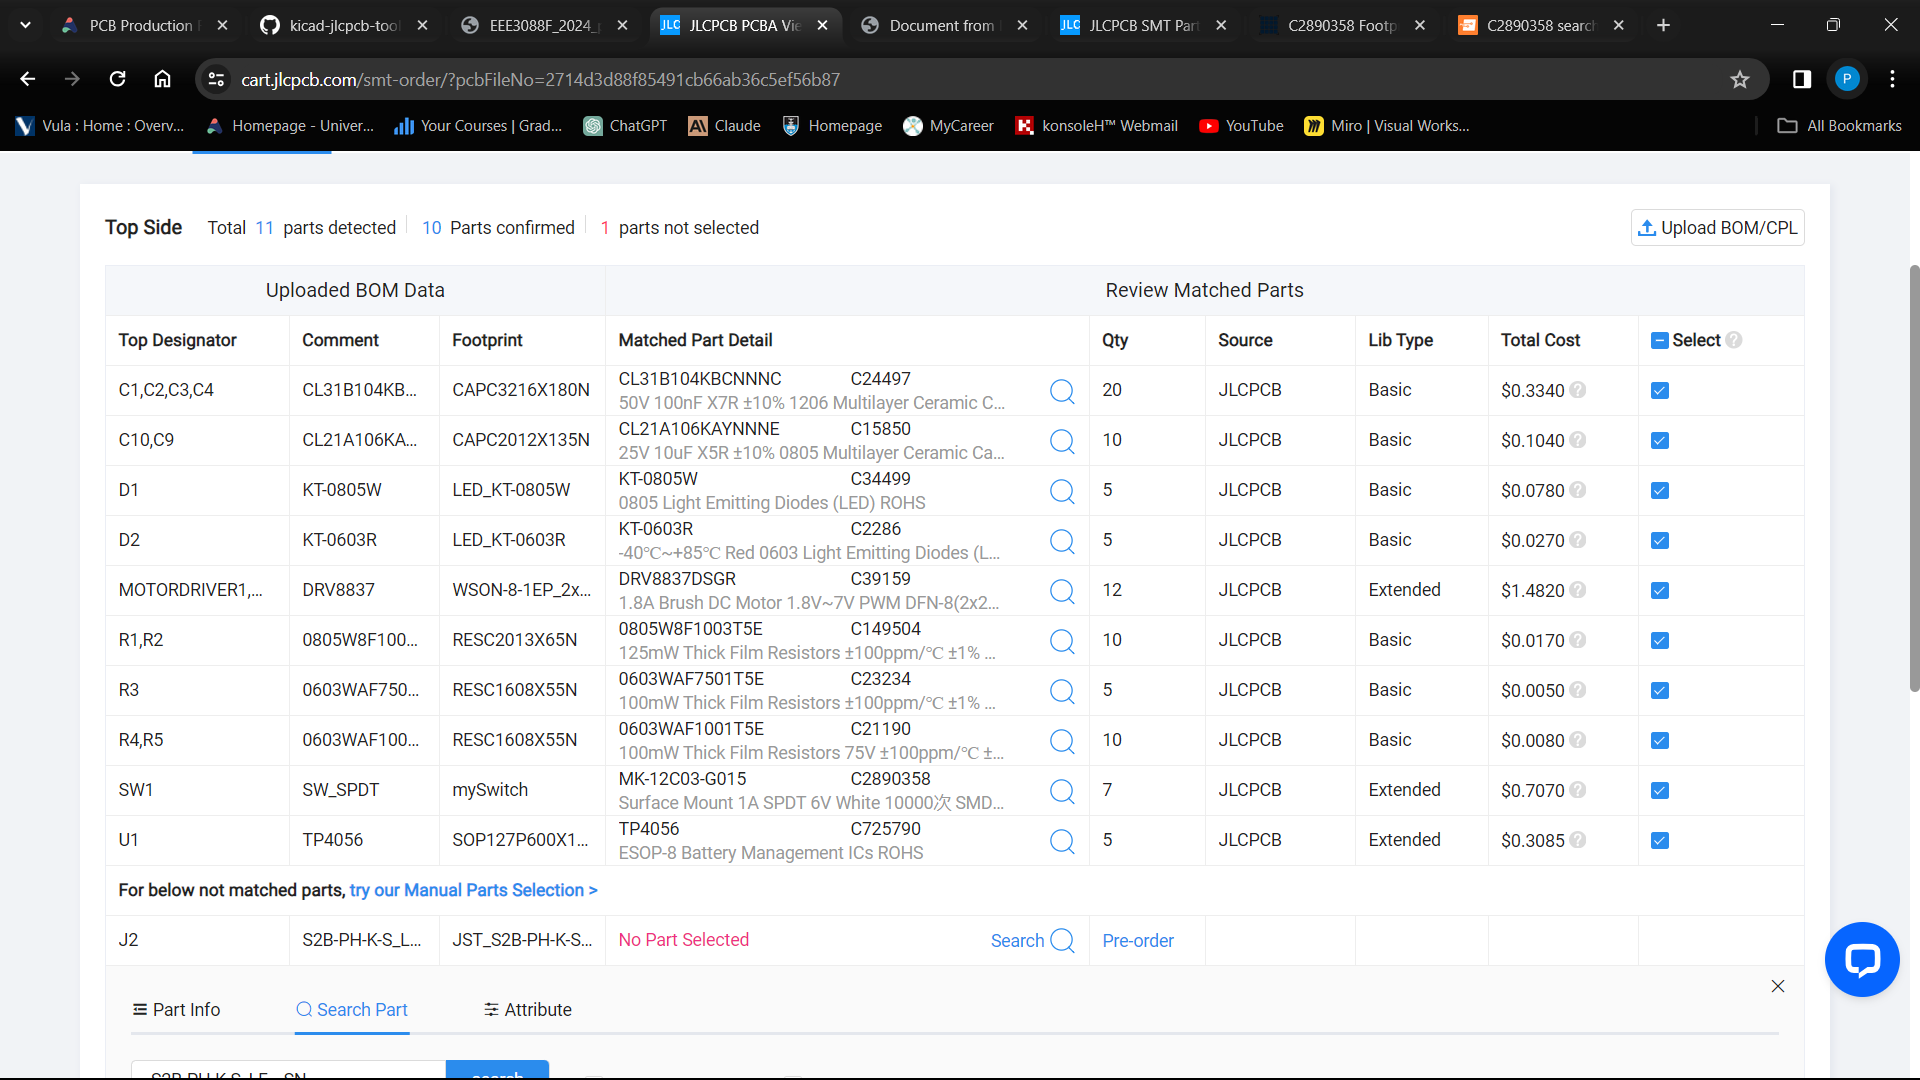 PCB Production
kicad-jlcpcb-tool
EEE3088F_2024_
JLC JLCPCB PCBA Vie
Document from
JLC JLCPCB SMT Part
C2890358 Footp
C2890358 search
cart.jlcpcb.com/smt-order/?pcbFileNo=2714d3d88f85491cb66ab36c5ef56b87
P
Vula : Home : Overv...
Homepage - Univer...
Your Courses | Grad...
ChatGPT
Claude
Homepage
MyCareer
konsoleH™ Webmail
YouTube
Miro | Visual Works...
All Bookmarks
Top Side Total 11 parts detected 10 Parts confirmed 1 parts not selected
Upload BOM/CPL
Uploaded BOM Data Review Matched Parts
Top Designator Comment Footprint Matched Part Detail Qty Source Lib Type Total Cost Select
C1,C2,C3,C4 CL31B104KB... CAPC3216X180N CL31B104KBCNNNC C24497 20 JLCPCB Basic $0.3340
50V 100nF X7R ±10% 1206 Multilayer Ceramic C...
C10,C9 CL21A106KA... CAPC2012X135N CL21A106KAYNNNE C15850 10 JLCPCB Basic $0.1040
25V 10uF X5R ±10% 0805 Multilayer Ceramic Ca...
D1 KT-0805W LED_KT-0805W KT-0805W C34499 5 JLCPCB Basic $0.0780
0805 Light Emitting Diodes (LED) ROHS
D2 KT-0603R LED_KT-0603R KT-0603R C2286 5 JLCPCB Basic $0.0270
-40℃~+85℃ Red 0603 Light Emitting Diodes (L...
MOTORDRIVER1,... DRV8837 WSON-8-1EP_2x... DRV8837DSGR C39159 12 JLCPCB Extended $1.4820
1.8A Brush DC Motor 1.8V~7V PWM DFN-8(2x2...
R1,R2 0805W8F100... RESC2013X65N 0805W8F1003T5E C149504 10 JLCPCB Basic $0.0170
125mW Thick Film Resistors ±100ppm/℃ ±1% ...
R3 0603WAF750... RESC1608X55N 0603WAF7501T5E C23234 5 JLCPCB Basic $0.0050
100mW Thick Film Resistors ±100ppm/℃ ±1% ...
R4,R5 0603WAF100... RESC1608X55N 0603WAF1001T5E C21190 10 JLCPCB Basic $0.0080
100mW Thick Film Resistors 75V ±100ppm/℃ ±...
SW1 SW_SPDT mySwitch MK-12C03-G015 C2890358 7 JLCPCB Extended $0.7070
Surface Mount 1A SPDT 6V White 10000次 SMD...
U1 TP4056 SOP127P600X1... TP4056 C725790 5 JLCPCB Extended $0.3085
ESOP-8 Battery Management ICs ROHS
For below not matched parts, try our Manual Parts Selection >
J2 S2B-PH-K-S_L... JST_S2B-PH-K-S... No Part Selected Search Pre-order
Part Info Search Part Attribute
search